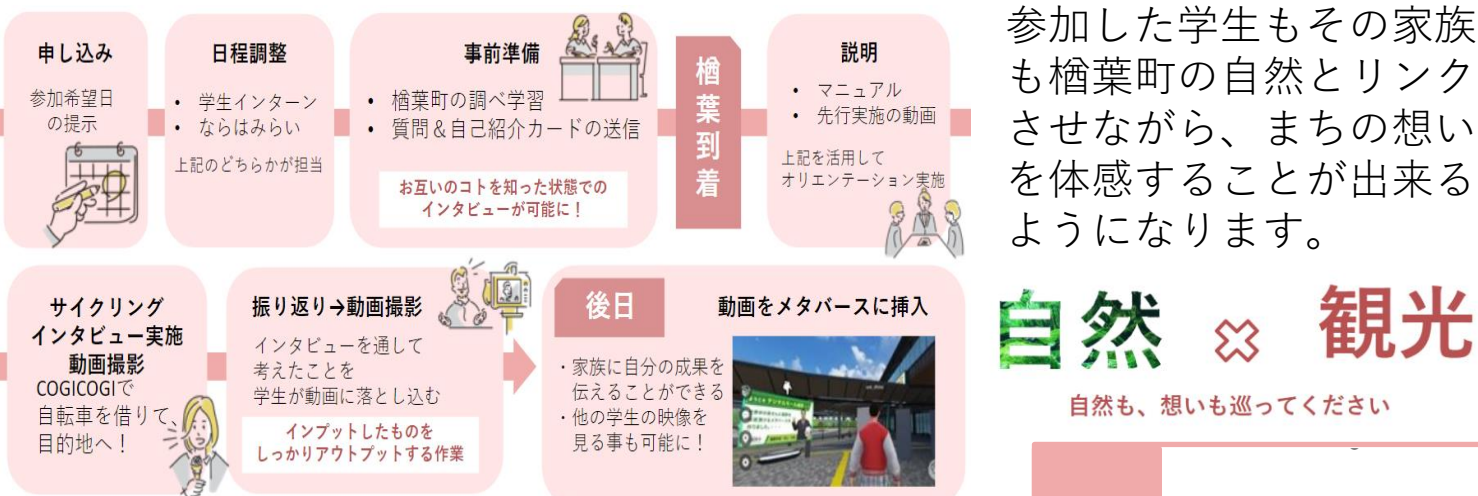 申し込み
参加希望日
の提示
日程調整
• 学生インターン
• ならはみらい
上記のどちらかが担当
事前準備
• 楢葉町の調べ学習
• 質問&自己紹介カードの送信
お互いのコトを知った状態での
インタビューが可能に!
楢葉到着
説明
• マニュアル
• 先行実施の動画
上記を活用して
オリエンテーション実施
サイクリング
インタビュー実施
動画撮影
COGICOGIで
自転車を借りて、
目的地へ!
振り返り→動画撮影
インタビューを通して
考えたことを
学生が動画に落とし込む
インプットしたものを
しっかりアウトプットする作業
後日
動画をメタバースに挿入
・家族に自分の成果を
伝えることができる
・他の学生の映像を
見る事も可能に!
参加した学生もその家族
も楢葉町の自然とリンク
させながら、まちの想い
を体感することが出来る
ようになります。
自然 × 観光
自然も、想いも巡ってください